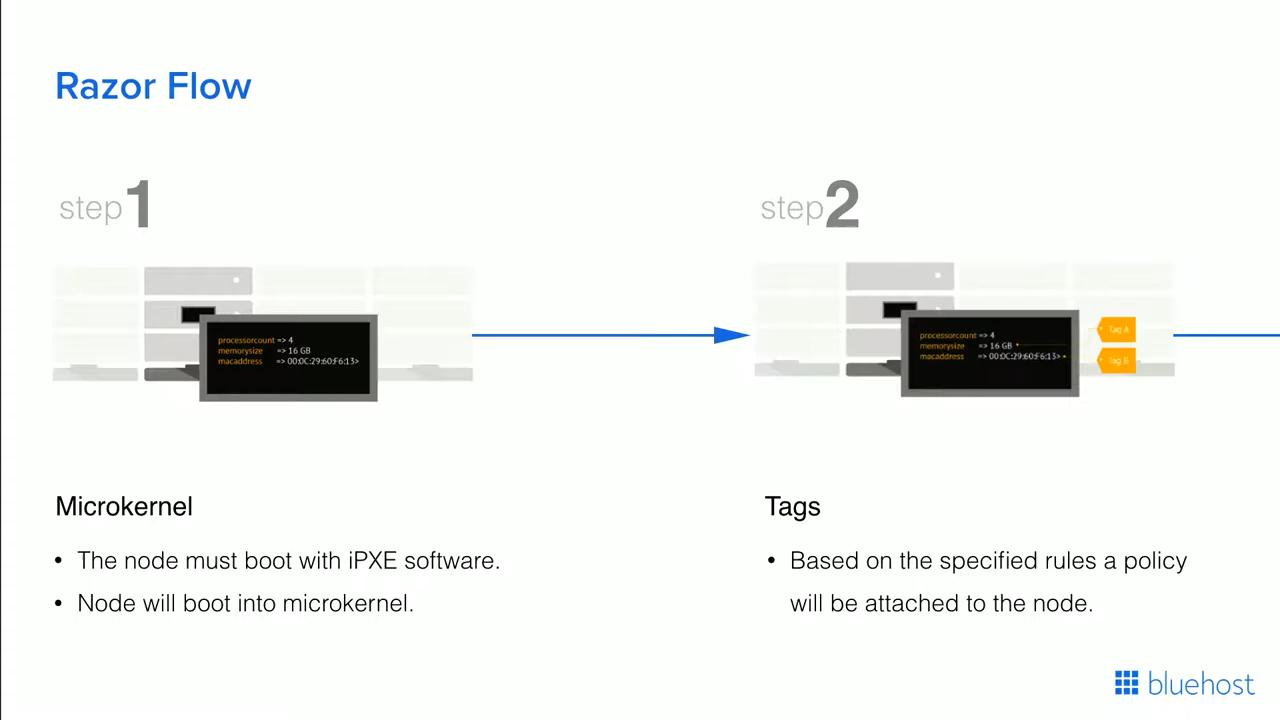 Razor Flow
step1
step2
processorcount => 4
memorysize => 16 GB
macaddress => 00:0C:29:60:F6:13>
processorcount => 4
memorysize => 16 GB
macaddress => 00:0C:29:60:F6:13>
Tag A
Tag B
Microkernel
• The node must boot with iPXE software.
• Node will boot into microkernel.
Tags
• Based on the specified rules a policy
will be attached to the node.
bluehost